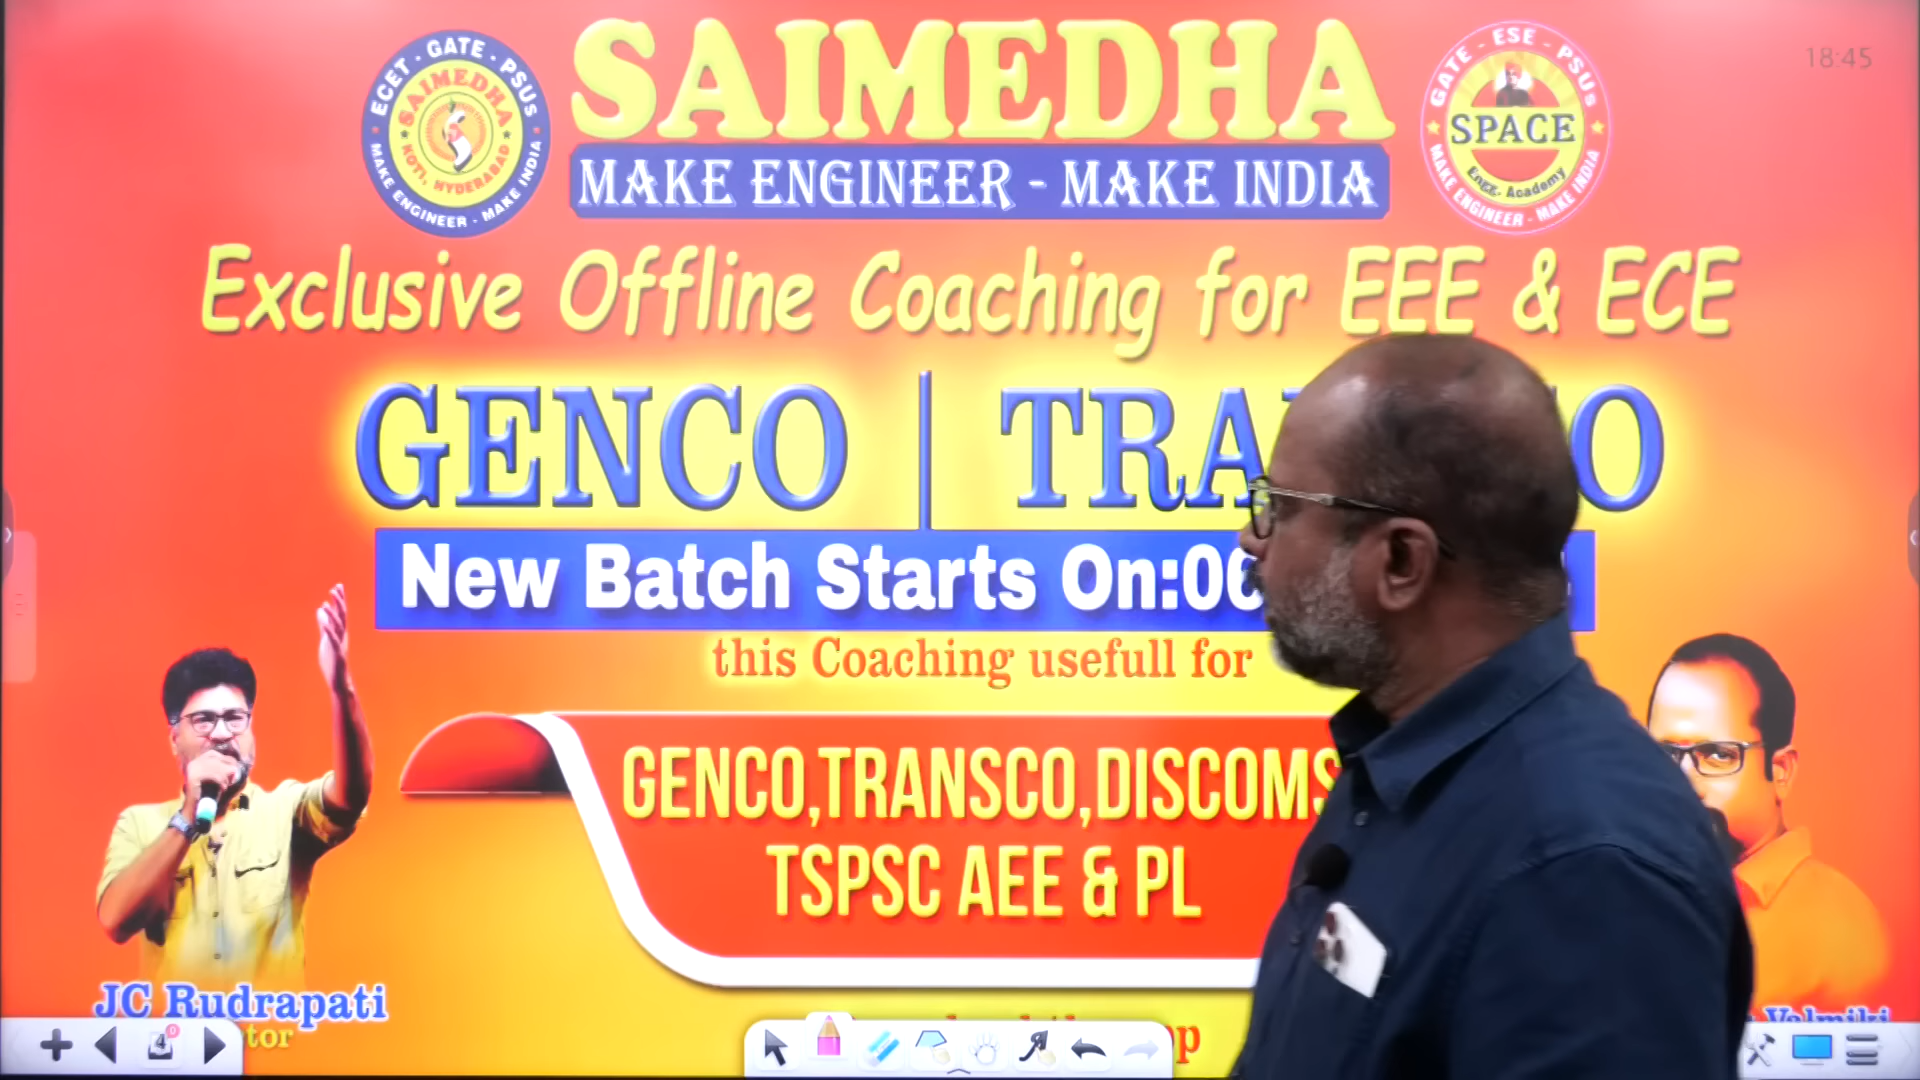 SAIMEDHA
MAKE ENGINEER - MAKE INDIA
ECET - GATE - PSUs
SAIMEDHA
KOTI, HYDERABAD
MAKE ENGINEER - MAKE INDIA
GATE - ESE - PSUs
SPACE
Engg. Academy
MAKE ENGINEER - MAKE INDIA
18:45
Exclusive Offline Coaching for EEE & ECE
GENCO | TRA O
New Batch Starts On:06
this Coaching usefull for
GENCO,TRANSCO,DISCOMS
TSPSC AEE & PL
JC Rudrapati
4
0